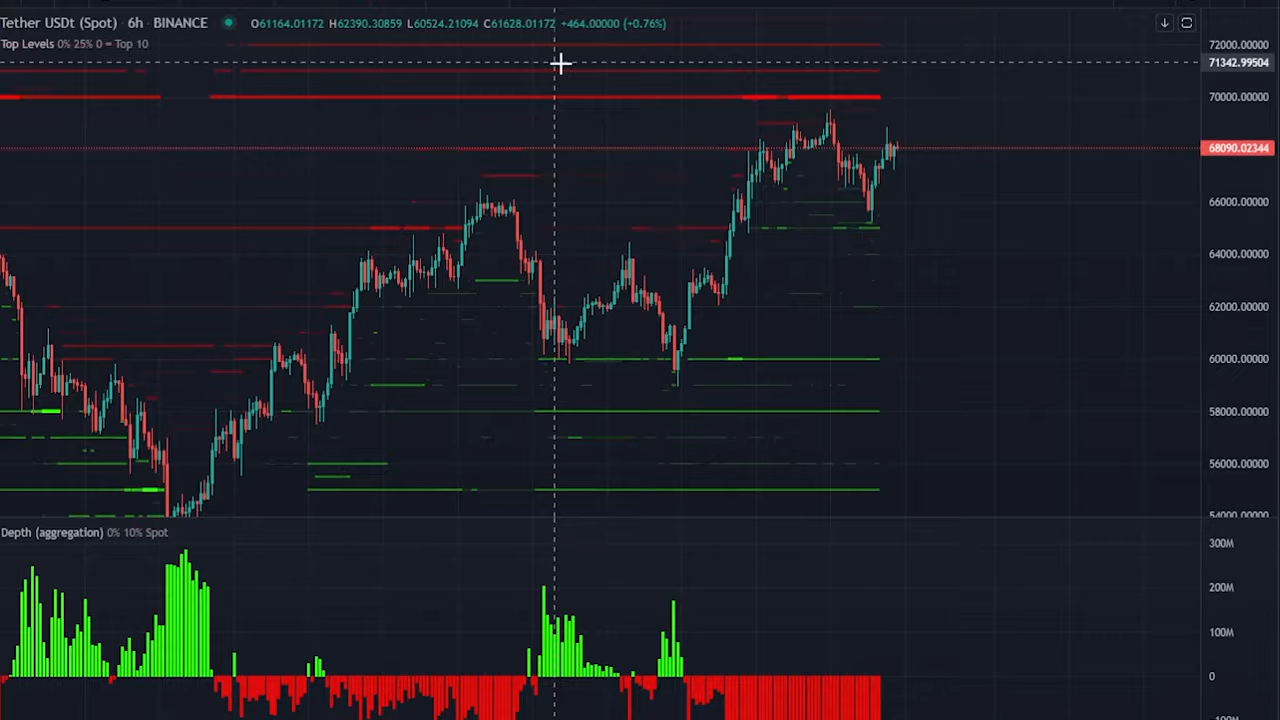 Tether USDt (Spot) 6h BINANCE O61164.01172 H62390.30859 L60524.21094 C61628.01172 +464.00000 (+0.76%)
Top Levels 0% 25% 0 = Top 10
72000.00000
71342.99504
70000.00000
68090.02344
66000.00000
64000.00000
62000.00000
60000.00000
58000.00000
56000.00000
54000.00000
Depth (aggregation) 0% 10% Spot
300M
200M
100M
0
-100M